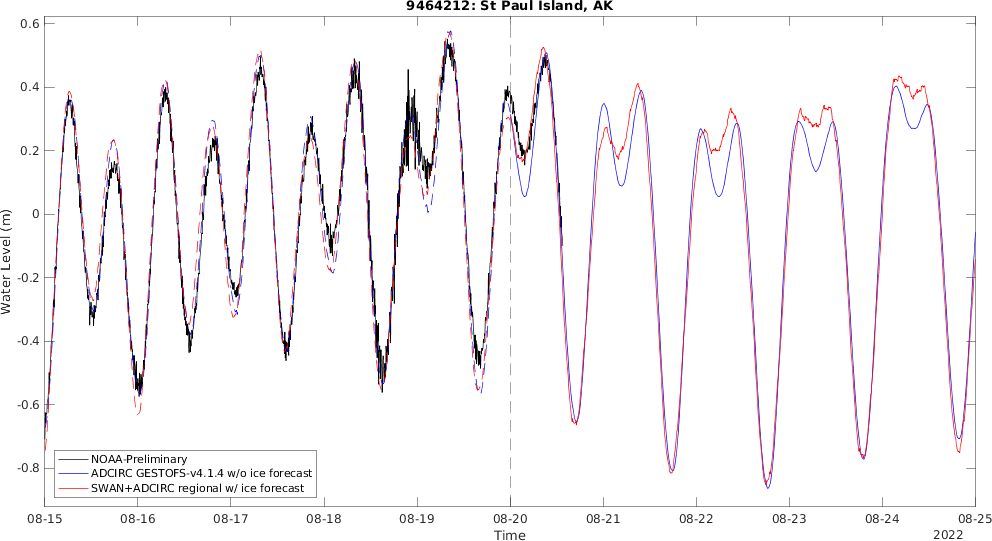 9464212: St Paul Island, AK
0.6
0.4
0.2
0
-0.2
-0.4
-0.6
-0.8
Water Level (m)
NOAA-Preliminary
ADCIRC GESTOFS-v4.1.4 w/o ice forecast
SWAN+ADCIRC regional w/ ice forecast
08-15 08-16 08-17 08-18 08-19 08-20 08-21 08-22 08-23 08-24 08-25
Time
2022